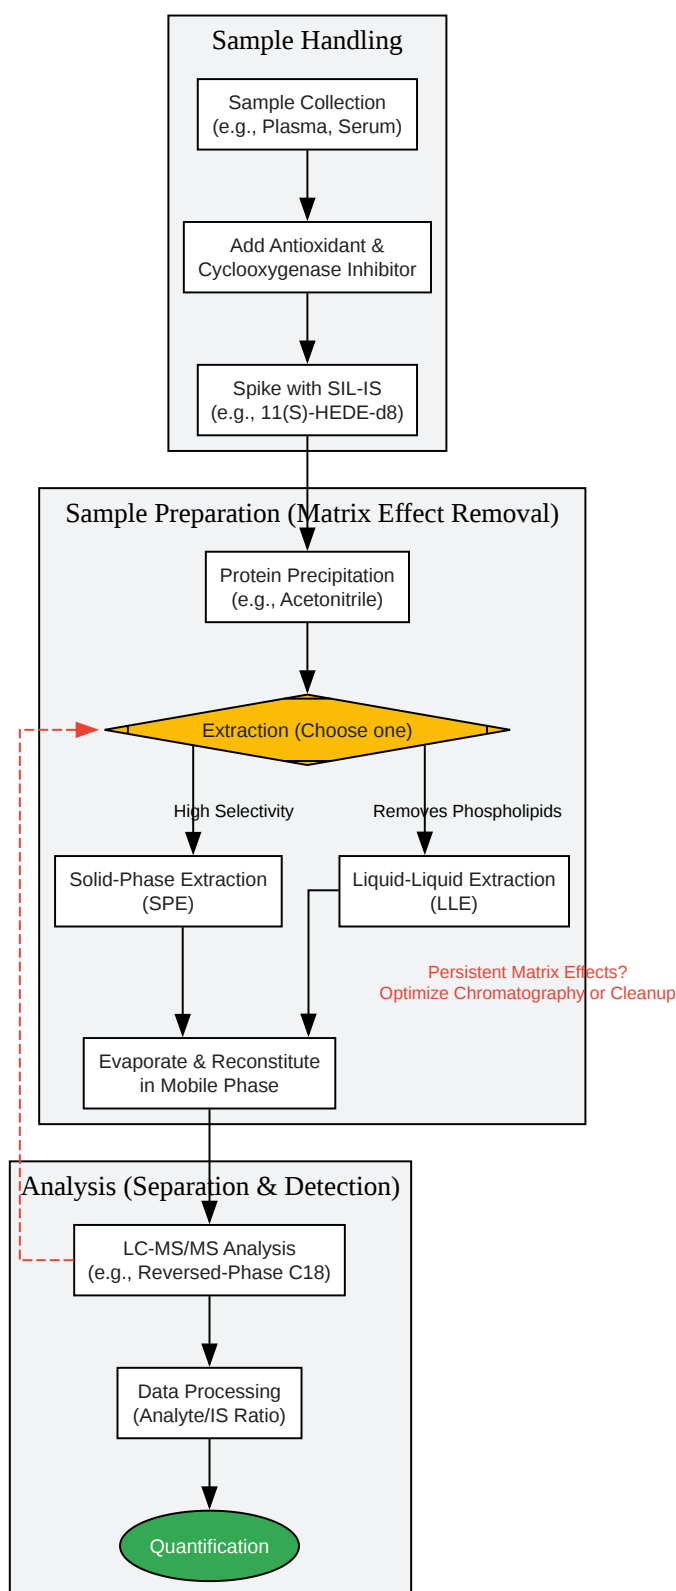 Sample Handling
Sample Collection
(e.g., Plasma, Serum)
Add Antioxidant &
Cyclooxygenase Inhibitor
Spike with SIL-IS
(e.g., 11(S)-HEDE-d8)
Sample Preparation (Matrix Effect Removal)
Protein Precipitation
(e.g., Acetonitrile)
Extraction (Choose one)
High Selectivity
Removes Phospholipids
Solid-Phase Extraction
(SPE)
Liquid-Liquid Extraction
(LLE)
Persistent Matrix Effects?
Optimize Chromatography or Cleanup
Evaporate & Reconstitute
in Mobile Phase
Analysis (Separation & Detection)
LC-MS/MS Analysis
(e.g., Reversed-Phase C18)
Data Processing
(Analyte/IS Ratio)
Quantification